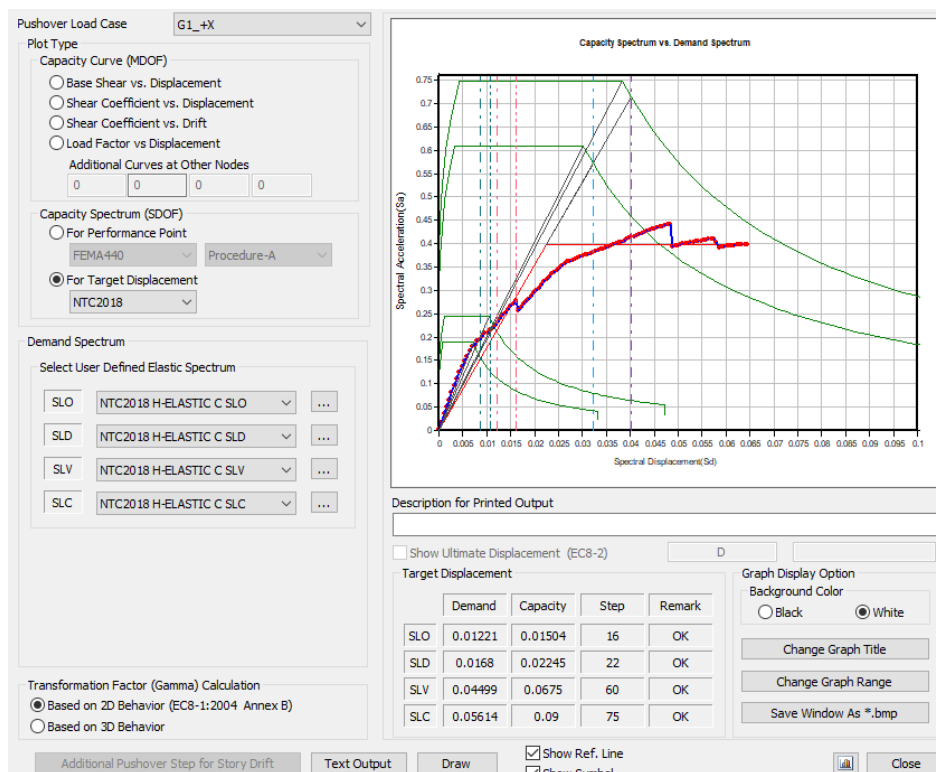 Pushover Load Case G1_+X
Plot Type
Capacity Curve (MDOF)
Base Shear vs. Displacement
Shear Coefficient vs. Displacement
Shear Coefficient vs. Drift
Load Factor vs Displacement
Additional Curves at Other Nodes
0 0 0 0
Capacity Spectrum (SDOF)
For Performance Point
FEMA440 Procedure-A
For Target Displacement
NTC2018
Demand Spectrum
Select User Defined Elastic Spectrum
SLO NTC2018 H-ELASTIC C SLO ...
SLD NTC2018 H-ELASTIC C SLD ...
SLV NTC2018 H-ELASTIC C SLV ...
SLC NTC2018 H-ELASTIC C SLC ...
Transformation Factor (Gamma) Calculation
Based on 2D Behavior (EC8-1:2004 Annex B)
Based on 3D Behavior
Additional Pushover Step for Story Drift
Text Output
Draw
Capacity Spectrum vs. Demand Spectrum
Spectral Acceleration(Sa)
0.75
0.7
0.65
0.6
0.55
0.5
0.45
0.4
0.35
0.3
0.25
0.2
0.15
0.1
0.05
0
0 0.005 0.01 0.015 0.02 0.025 0.03 0.035 0.04 0.045 0.05 0.055 0.06 0.065 0.07 0.075 0.08 0.085 0.09 0.095 0.1
Spectral Displacement(Sd)
Description for Printed Output
Show Ultimate Displacement (EC8-2) D
Target Displacement
Demand Capacity Step Remark
SLO 0.01221 0.01504 16 OK
SLD 0.0168 0.02245 22 OK
SLV 0.04499 0.0675 60 OK
SLC 0.05614 0.09 75 OK
Graph Display Option
Background Color
Black White
Change Graph Title
Change Graph Range
Save Window As *.bmp
Show Ref. Line
Show Symbol
Close